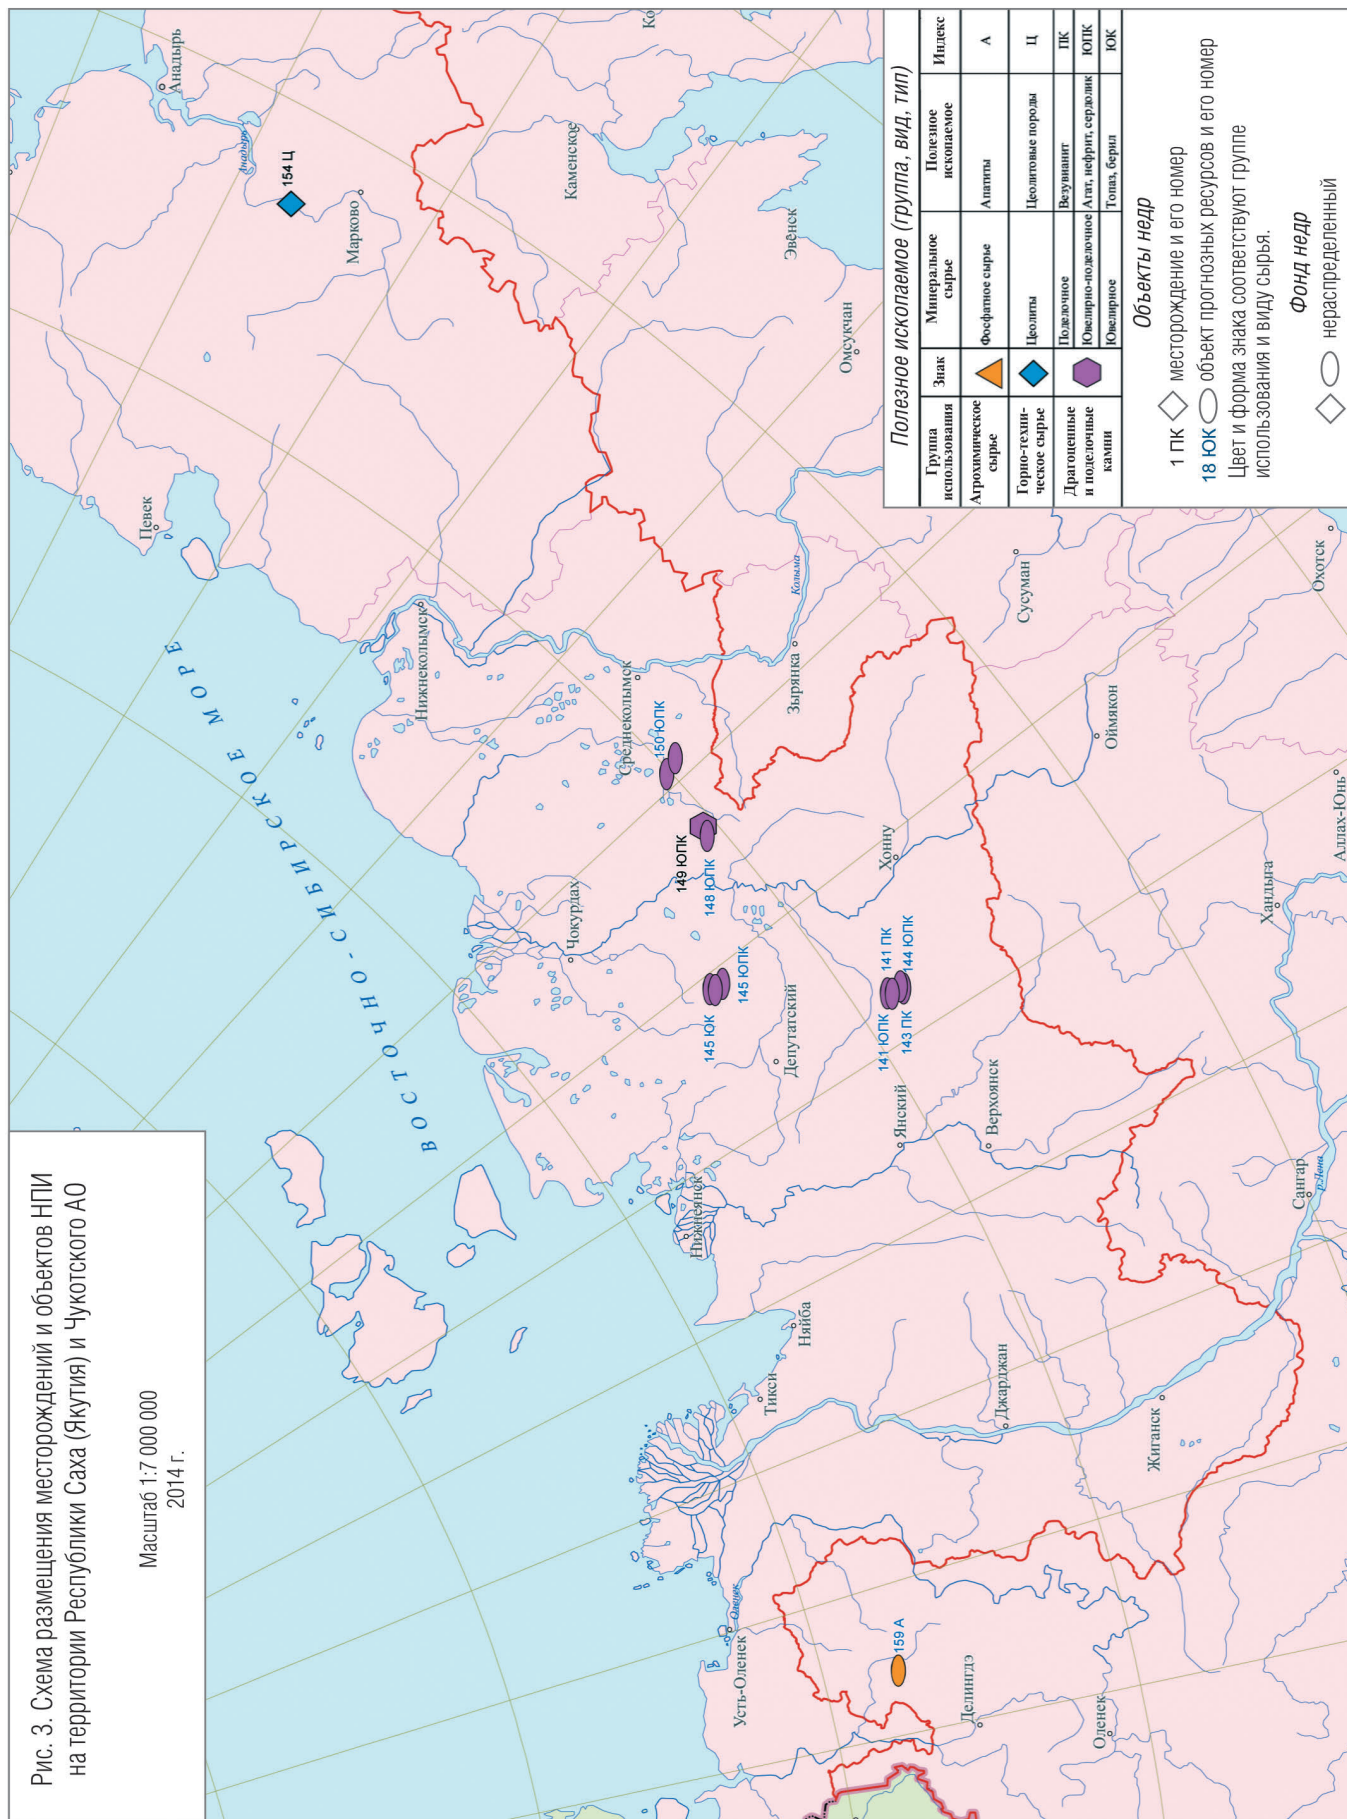 Рис. 3. Схема размещения месторождений и объектов НПИ
на территории Республики Саха (Якутия) и Чукотского АО
Масштаб 1:7 000 000
2014 г.
ВОСТОЧНО-СИБИРСКОЕ МОРЕ
Анадырь
Анадырь
154 Ц
Марково
Каменское
Эвенск
Омсукчан
Ко
Певек
Нижнеколымск
Среднеколымск
150 ЮПК
Колыма
Зырянка
Сусуман
Охотск
Оймякон
149 ЮПК
148 ЮПК
Чокурдах
Хонну
Хандыга
Аллах-Юнь
145 ЮК
145 ЮПК
Депутатский
141 ЮПК
141 ПК
143 ПК
144 ЮПК
Янский
Верхоянск
Нижнеянск
Сангар
р.Лена
Найба
Тикси
Джарджан
Жиганск
Усть-Оленек
Оленек
159 А
Делингдэ
Оленек
Полезное ископаемое (группа, вид, тип)
Группа использования Знак Минеральное сырье Полезное ископаемое Индекс
Агрохимическое сырье Фосфатное сырье Апатиты А
Горно-техни-ческое сырье Цеолиты Цеолитовые породы Ц
Драгоценные и поделочные камни Поделочное Везувианит ПК
Ювелирно-поделочное Агат, нефрит, сердолик ЮПК
Ювелирное Топаз, берил ЮК
Объекты недр
1 ПК месторождение и его номер
18 ЮК объект прогнозных ресурсов и его номер
Цвет и форма знака соответствуют группе
использования и виду сырья.
Фонд недр
нераспределенный